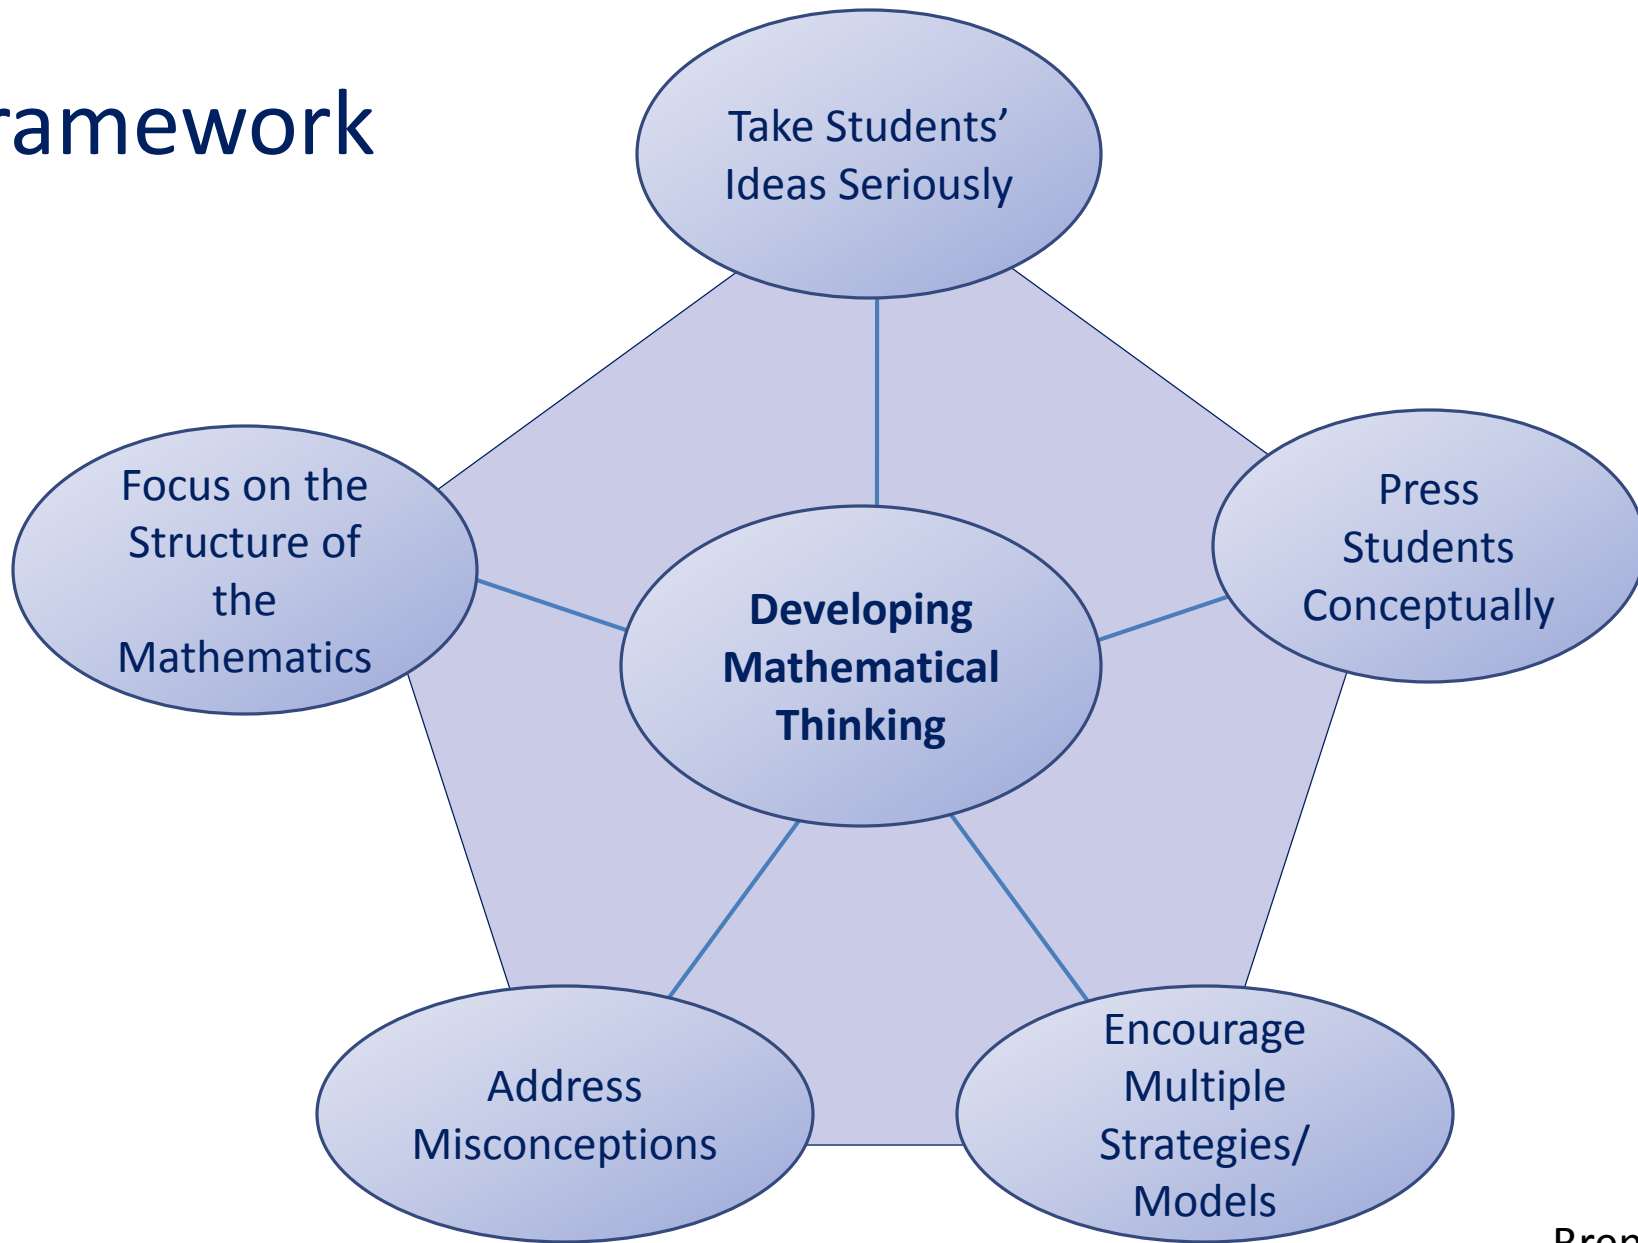 ramework
Take Students’
Ideas Seriously
Focus on the
Structure of
the
Mathematics
Press
Students
Conceptually
Developing
Mathematical
Thinking
Address
Misconceptions
Encourage
Multiple
Strategies/
Models